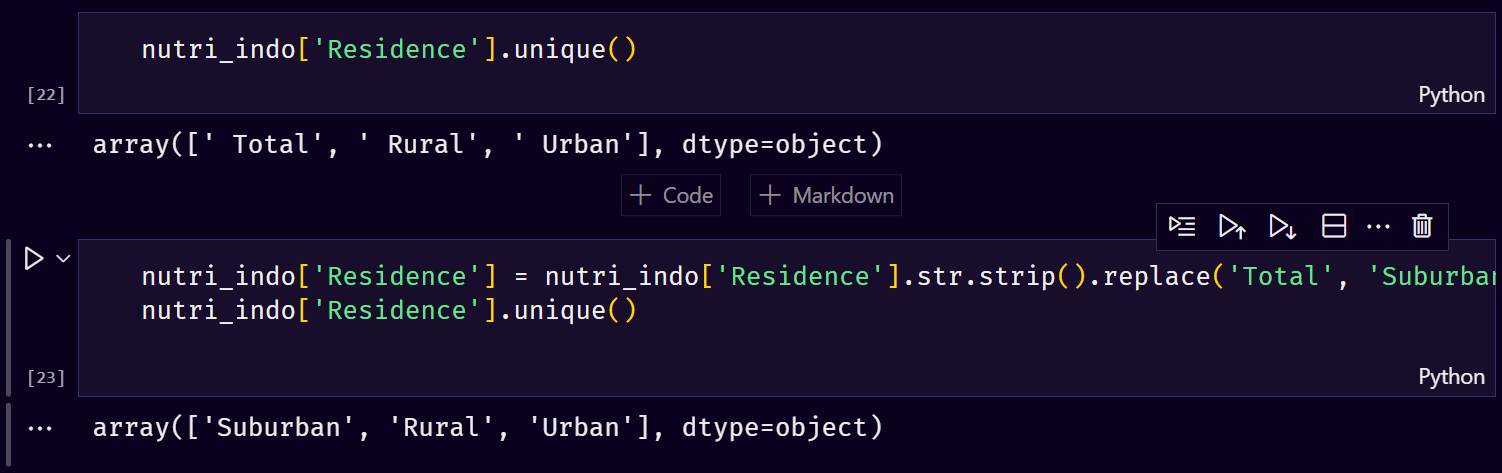 nutri_indo['Residence'].unique()
[22]
Python
... array([' Total', ' Rural', ' Urban'], dtype=object)
+ Code + Markdown
nutri_indo['Residence'] = nutri_indo['Residence'].str.strip().replace('Total', 'Suburban
nutri_indo['Residence'].unique()
[23]
Python
... array(['Suburban', 'Rural', 'Urban'], dtype=object)